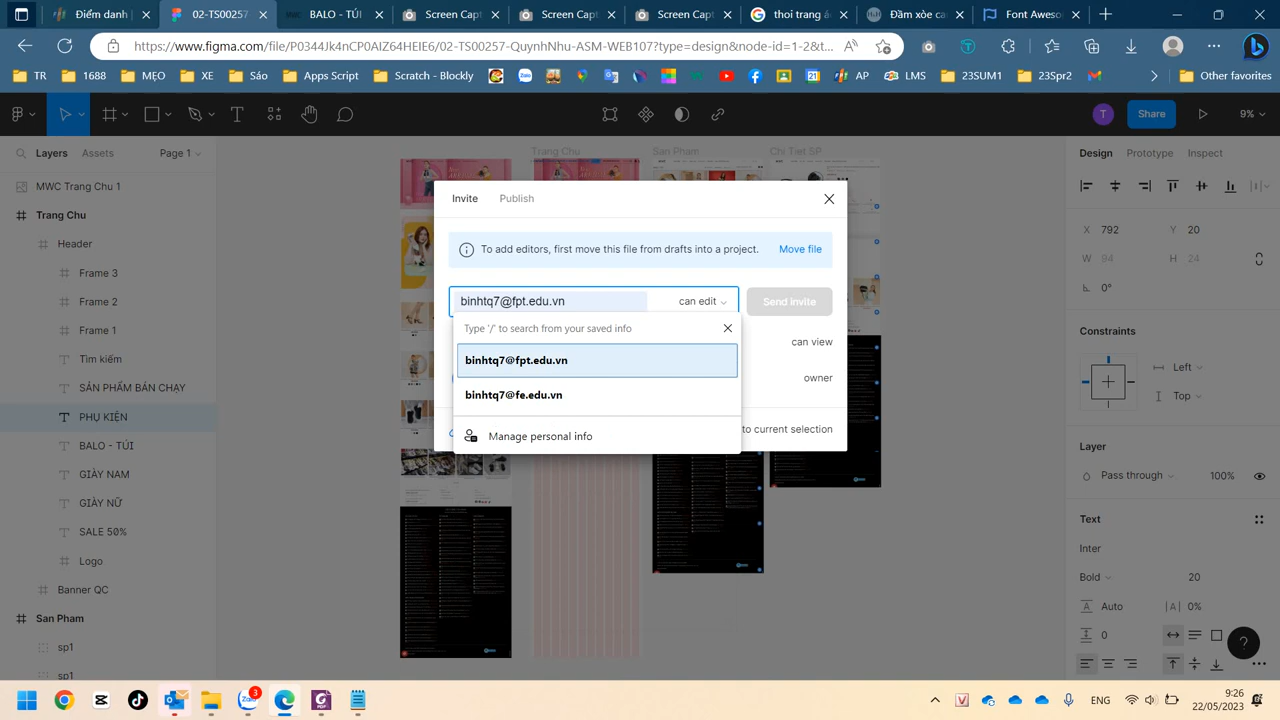 Điểm danh
02-TS00257
BALO - TÚI
Screen Capt
Screen Capt
Screen Capt
thoi trang
Đầm xòe can
Font Aweso
https://www.figma.com/file/P0344Jk4nCP0AIZ64HEIE6/02-TS00257-QuynhNhu-ASM-WEB107?type=design&node-id=1-2&t...
TR
MẸO
XE
Sáo
Apps Script
Scratch - Blockly
AP
LMS
23SUM1
23Spr2
Other favorites
T
Share
3%
Layers
Assets
Page 1
MWC Trang Chu 1
Trang Chu
Header
Frame 3
Frame 2
Frame 1
Tìm kiếm
SẢN PHẨM BÁN CHẠY
PHỤ KIỆN
BALO - TÚI
GIÀY NAM
GIÀY NỮ
HOME SALE
Logo
Banner QC
San Pham
sp1
sp1
Trang Chu
San Pham
Chi Tiet SP
Invite
Publish
To add editors, first move this file from drafts into a project.
Move file
binhtq7@fpt.edu.vn
can edit
Send invite
Type '/' to search from your saved info
binhtq7@fpt.edu.vn
binhtq7@fe.edu.vn
Manage personal info
can view
owner
to current selection
Design
Prototype
Inspect
X
792
Y
20
W
85
H
24
0°
Constraints
Left
Top
Layer
Pass through
100%
Text
Inter
Bold
20
?
3
ENG
3:26
22/05/2023